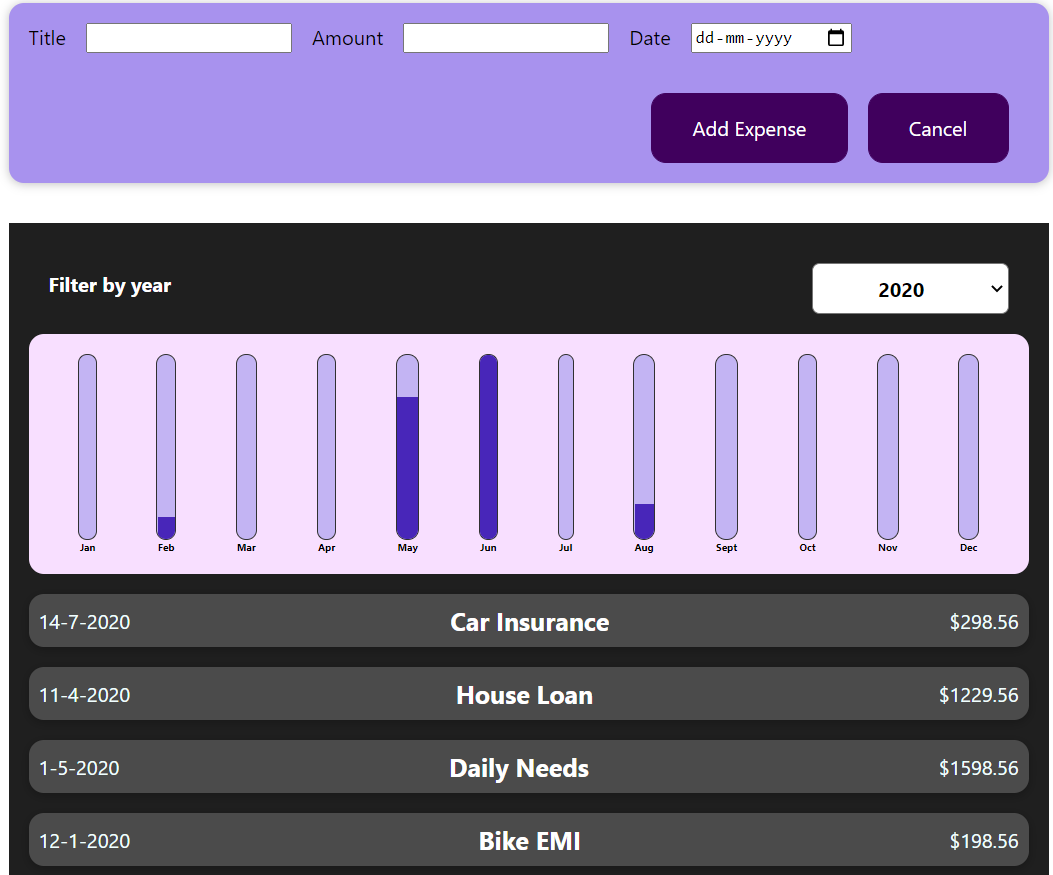 Title Amount Date dd-mm-yyyy
Add Expense Cancel
Filter by year 2020
Jan Feb Mar Apr May Jun Jul Aug Sept Oct Nov Dec
14-7-2020 Car Insurance $298.56
11-4-2020 House Loan $1229.56
1-5-2020 Daily Needs $1598.56
12-1-2020 Bike EMI $198.56